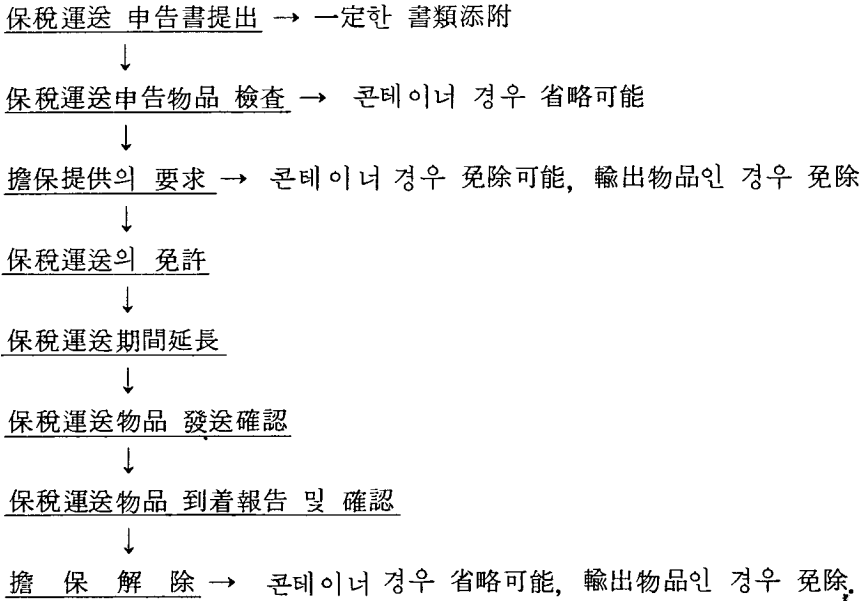 保稅運送 申告書提出 → 一定한 書類添附
↓
保稅運送申告物品 檢査 → 콘테이너 경우 省略可能
↓
擔保提供의 要求 → 콘테이너 경우 免除可能, 輸出物品인 경우 免除
↓
保稅運送의 免許
↓
保稅運送期間延長
↓
保稅運送物品 發送確認
↓
保稅運送物品 到着報告 및 確認
↓
擔 保 解 除 → 콘테이너 경우 省略可能, 輸出物品인 경우 免除.